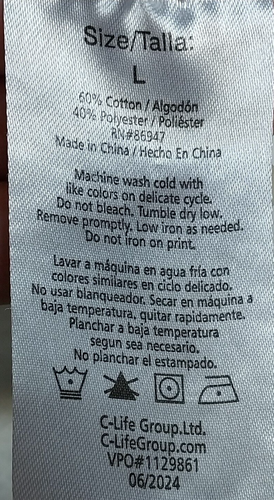 Size/Talla:
L
60% Cotton / Algodón
40% Polyester / Poliéster
RN#86947
Made in China / Hecho En China
Machine wash cold with
like colors on delicate cycle.
Do not bleach. Tumble dry low.
Remove promptly. Low iron as needed.
Do not iron on print.
Lavar a máquina en agua fría con
colores similares en ciclo delicado.
No usar blanqueador. Secar en máquina a
baja temperatura, quitar rapidamente.
Planchar a baja temperatura
segun sea necesario.
No planchar el estampado.
C-Life Group.Ltd.
C-LifeGroup.com
VPO#1129861
06/2024